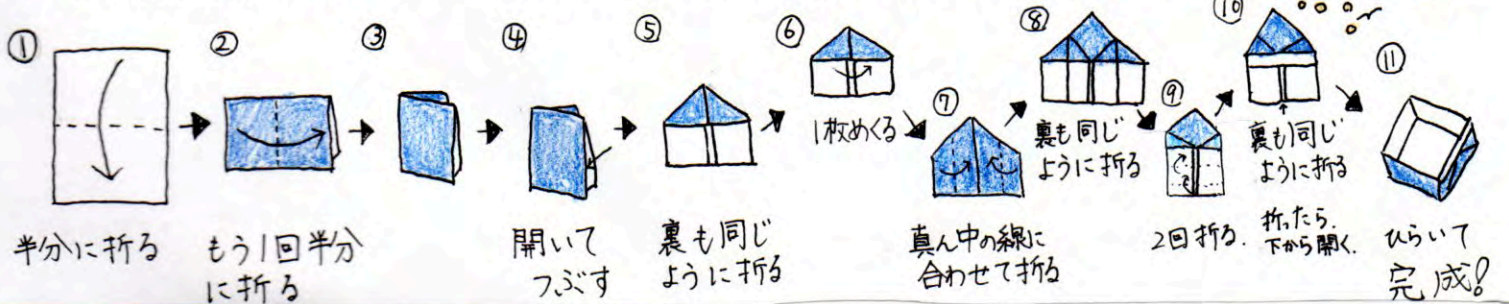 ①
半分に折る
②
もう1回半分
に折る
③
④
開いて
つぶす
⑤
裏も同じ
ように折る
⑥
1枚めくる
⑦
真ん中の線に
合わせて折る
⑧
裏も同じ
ように折る
⑨
2回折る.
⑩
裏も同じ
ように折る
折ったら、
下から開く.
⑪
ひらいて
完成!